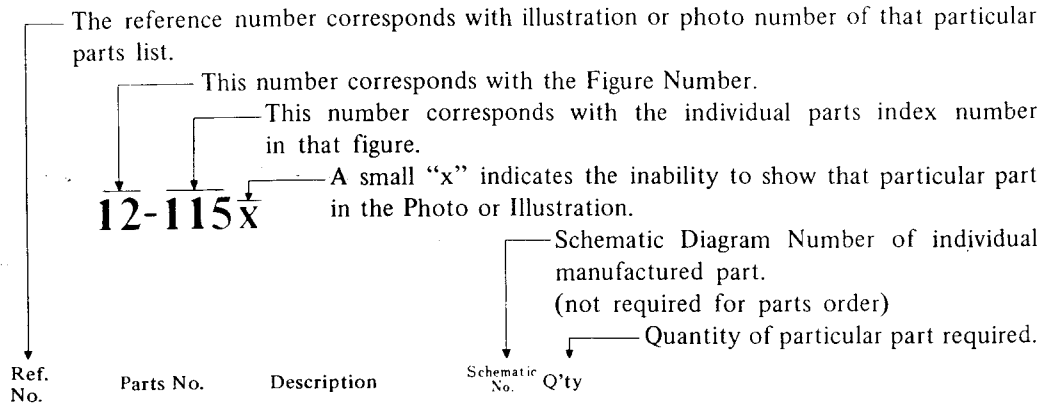 The reference number corresponds with illustration or photo number of that particular
parts list.
This number corresponds with the Figure Number.
This number corresponds with the individual parts index number
in that figure.
A small “x” indicates the inability to show that particular part
in the Photo or Illustration.
12-115x
Schematic Diagram Number of individual
manufactured part.
(not required for parts order)
Quantity of particular part required.
Ref.
No.
Parts No.
Description
Schematic
No.
Q'ty